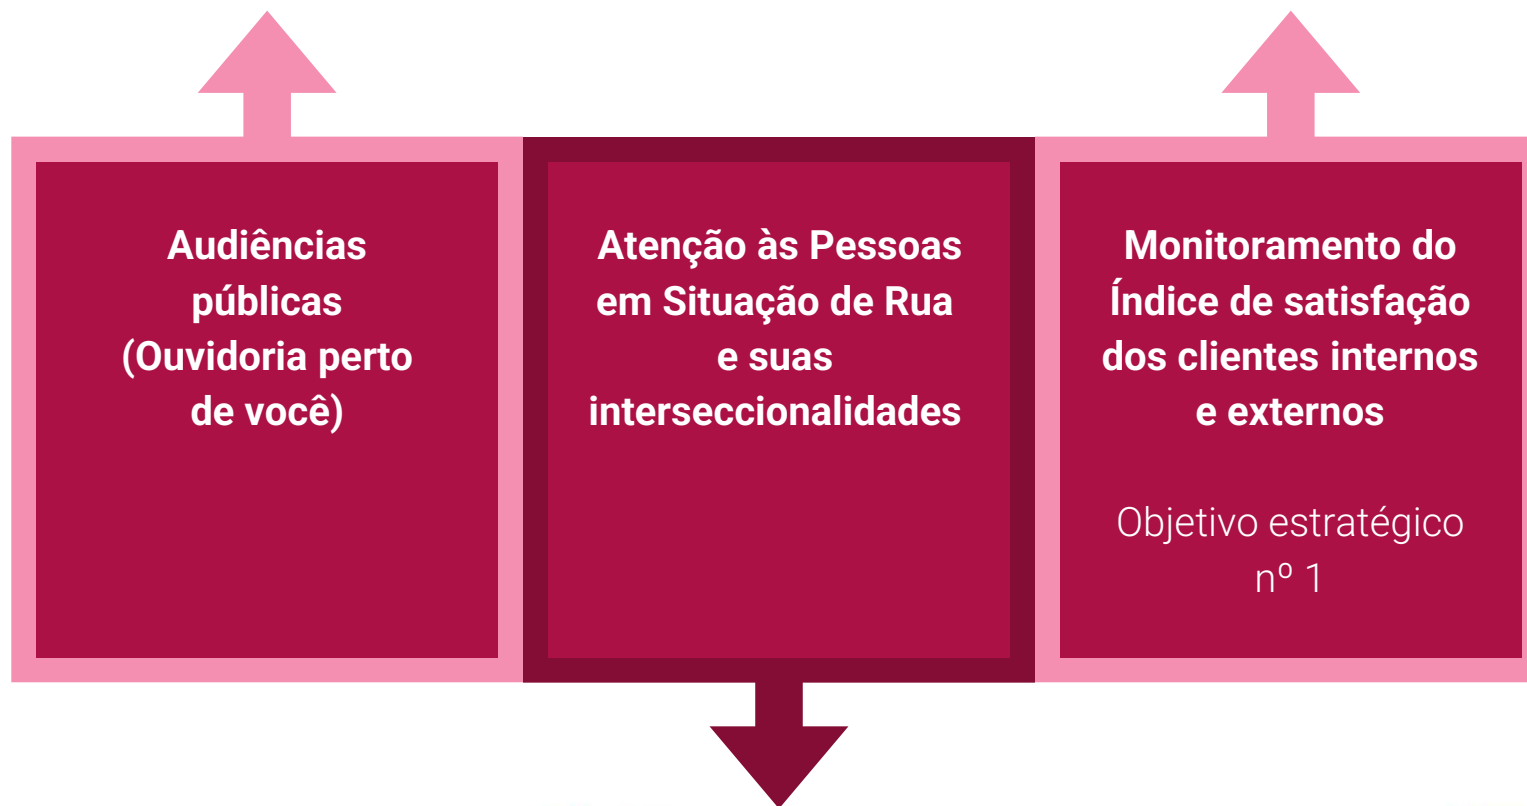 Audiências
públicas
(Ouvidoria perto
de você)
Atenção às Pessoas
em Situação de Rua
e suas
interseccionalidades
Monitoramento do
Índice de satisfação
dos clientes internos
e externos
Objetivo estratégico
nº 1